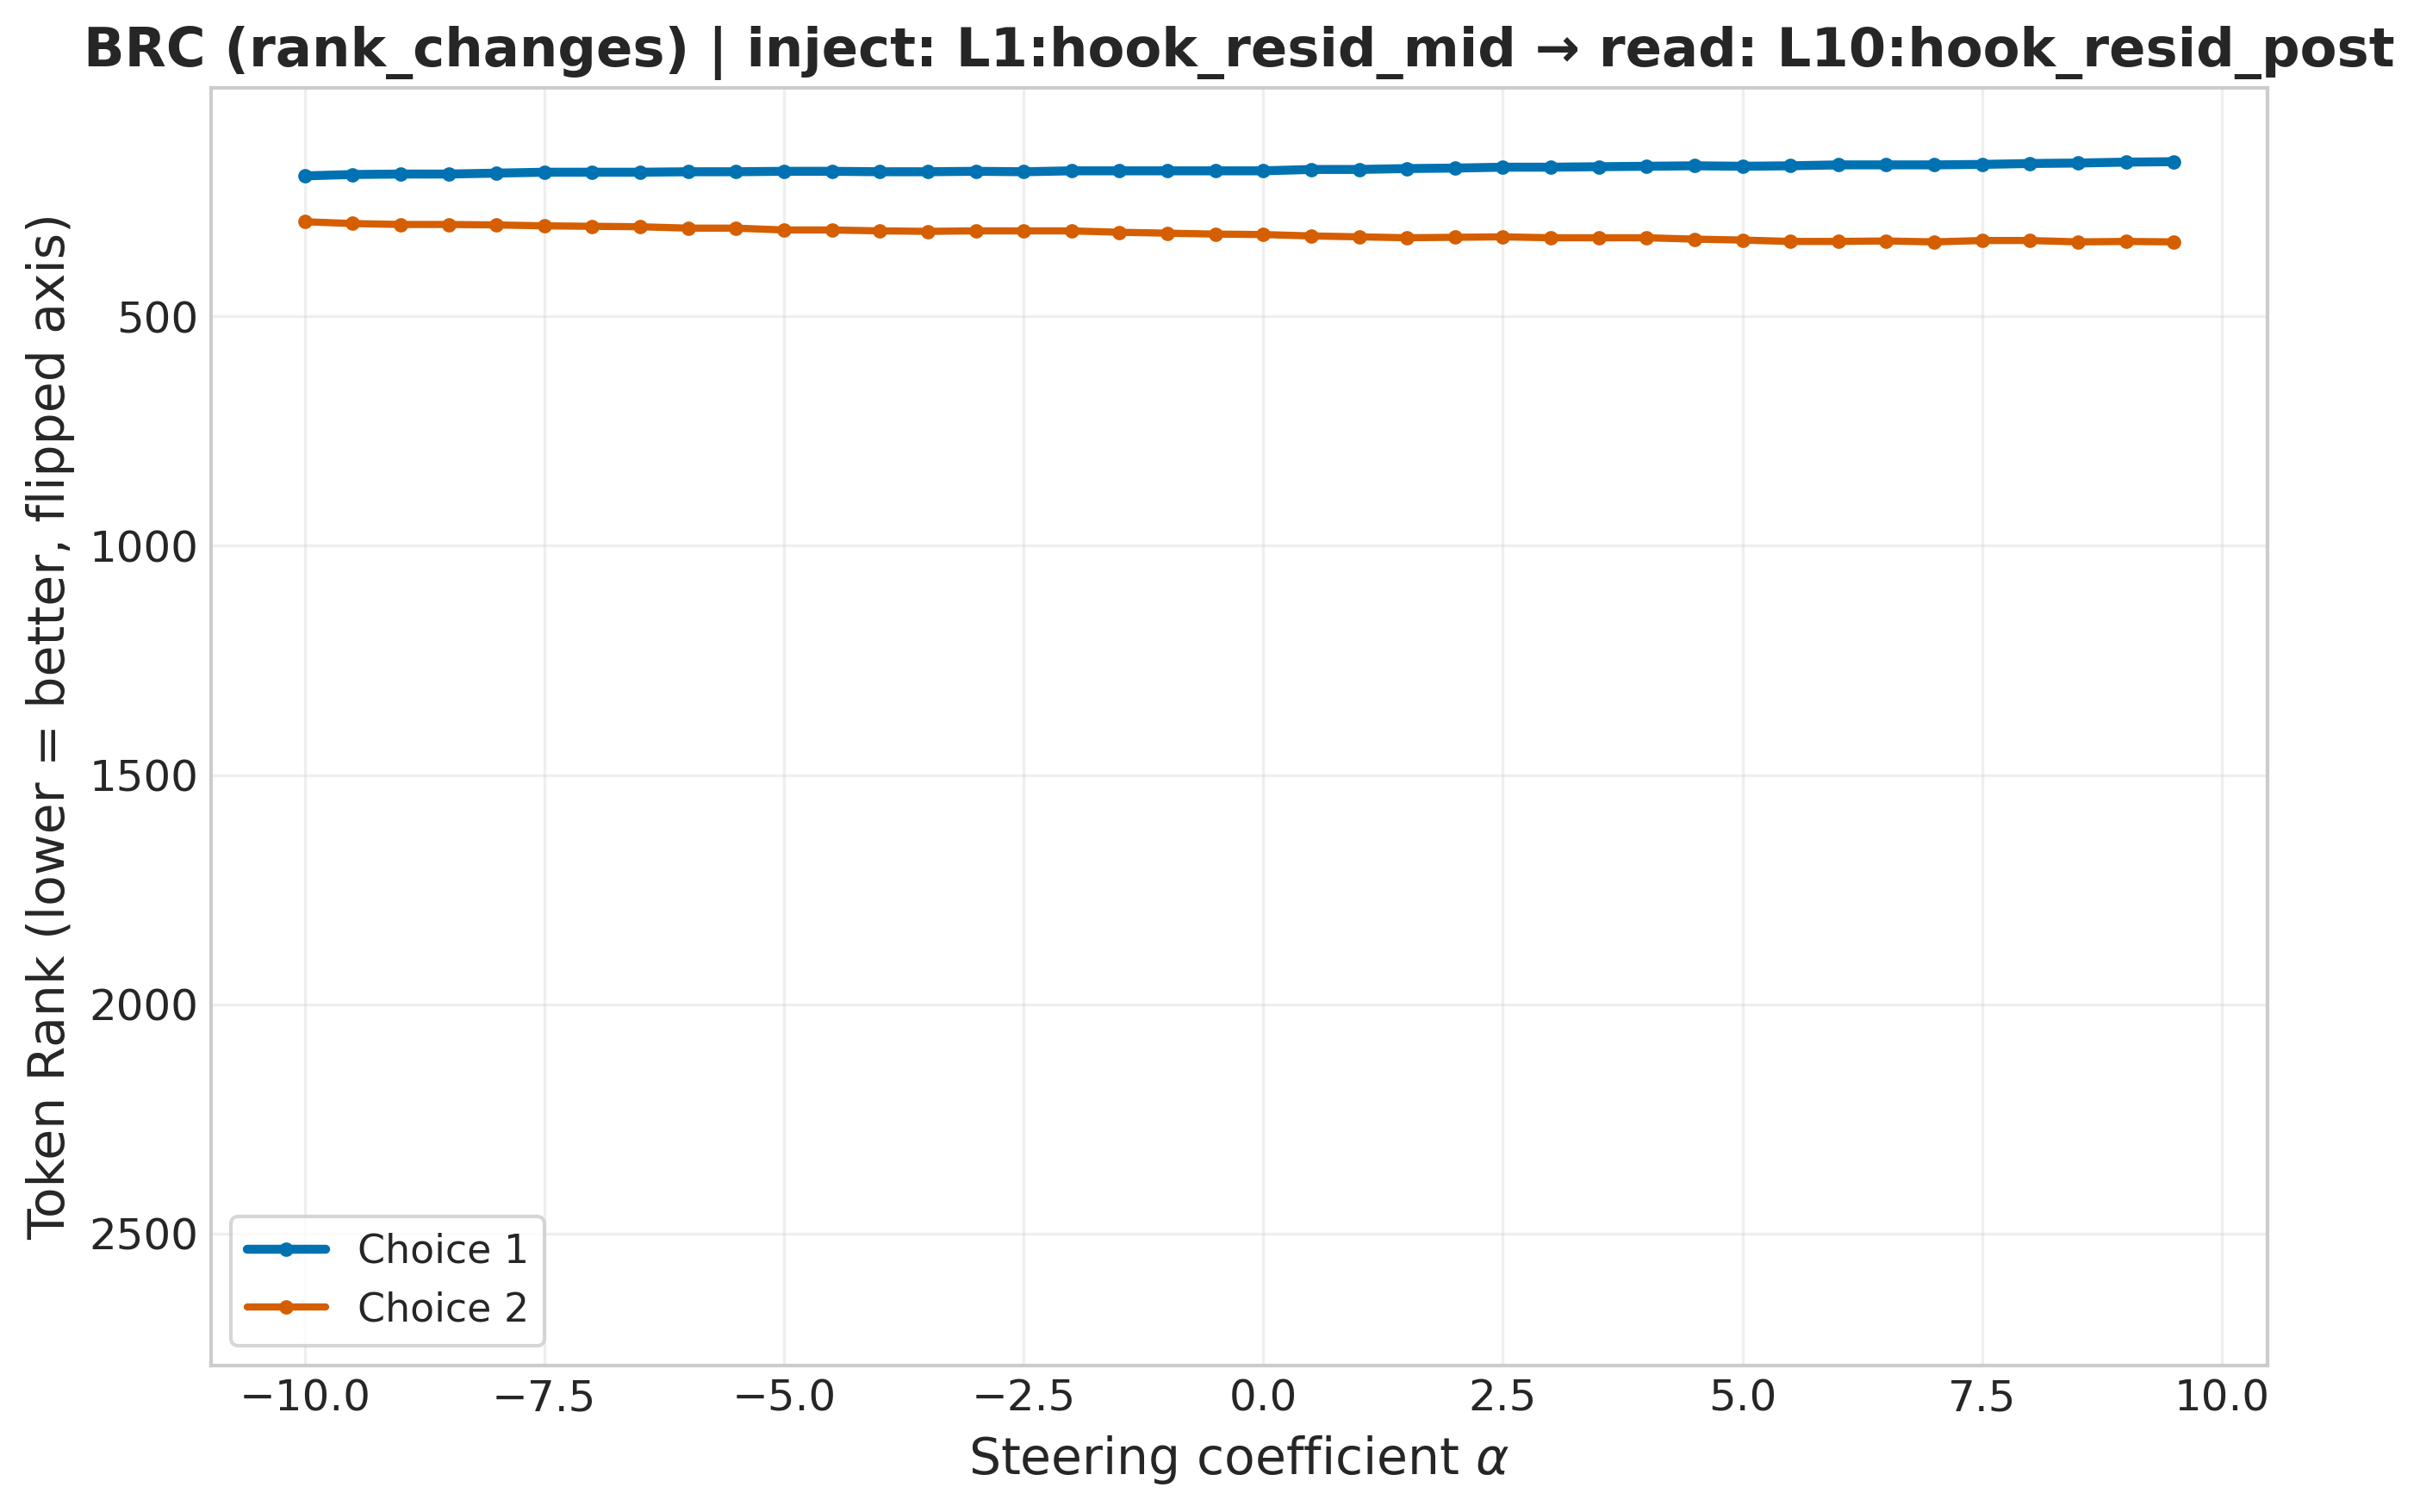 BRC (rank_changes) | inject: L1:hook_resid_mid → read: L10:hook_resid_post
Token Rank (lower = better, flipped axis)
500
1000
1500
2000
2500
Choice 1
Choice 2
−10.0 −7.5 −5.0 −2.5 0.0 2.5 5.0 7.5 10.0
Steering coefficient α